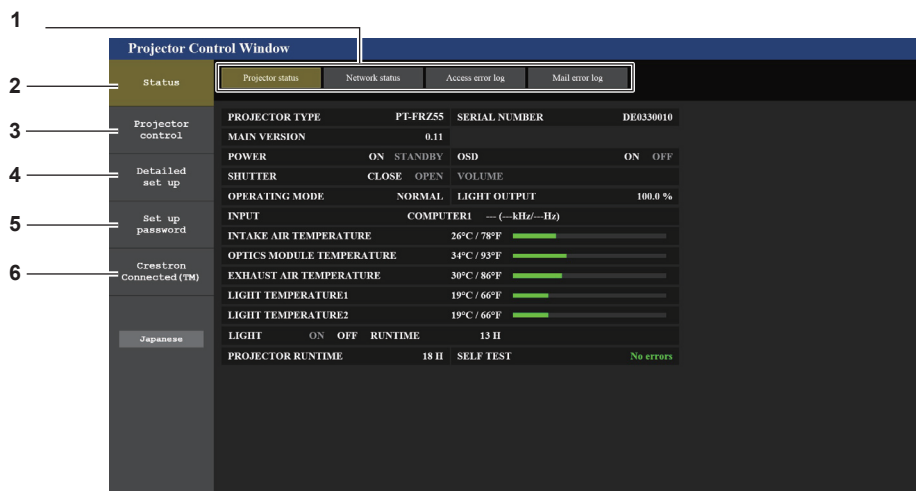 1
Projector Control Window
2
Status
Projector status Network status Access error log Mail error log
3
Projector
control
4
Detailed
set up
5
Set up
password
6
Crestron
Connected(TM)
Japanese
PROJECTOR TYPE PT-FRZ55 SERIAL NUMBER DE0330010
MAIN VERSION 0.11
POWER ON STANDBY OSD ON OFF
SHUTTER CLOSE OPEN VOLUME
OPERATING MODE NORMAL LIGHT OUTPUT 100.0 %
INPUT COMPUTER1 --- (---kHz/---Hz)
INTAKE AIR TEMPERATURE 26°C / 78°F
OPTICS MODULE TEMPERATURE 34°C / 93°F
EXHAUST AIR TEMPERATURE 30°C / 86°F
LIGHT TEMPERATURE1 19°C / 66°F
LIGHT TEMPERATURE2 19°C / 66°F
LIGHT ON OFF RUNTIME 13 H
PROJECTOR RUNTIME 18 H SELF TEST No errors